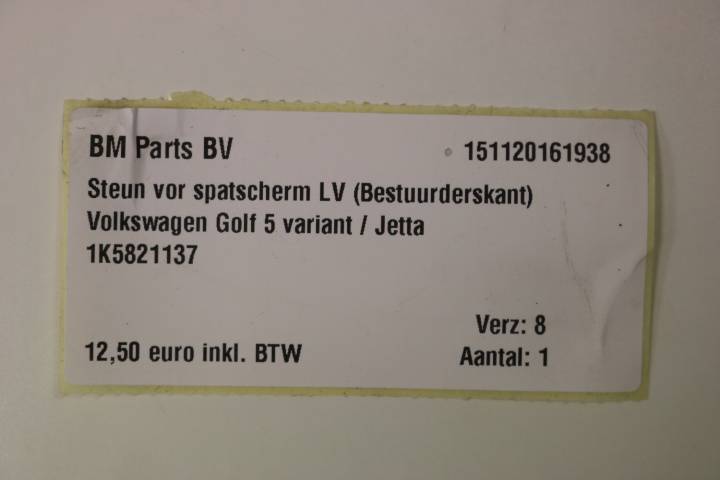 BM Parts BV 151120161938
Steun vor spatscherm LV (Bestuurderskant)
Volkswagen Golf 5 variant / Jetta
1K5821137
Verz: 8
12,50 euro inkl. BTW Aantal: 1